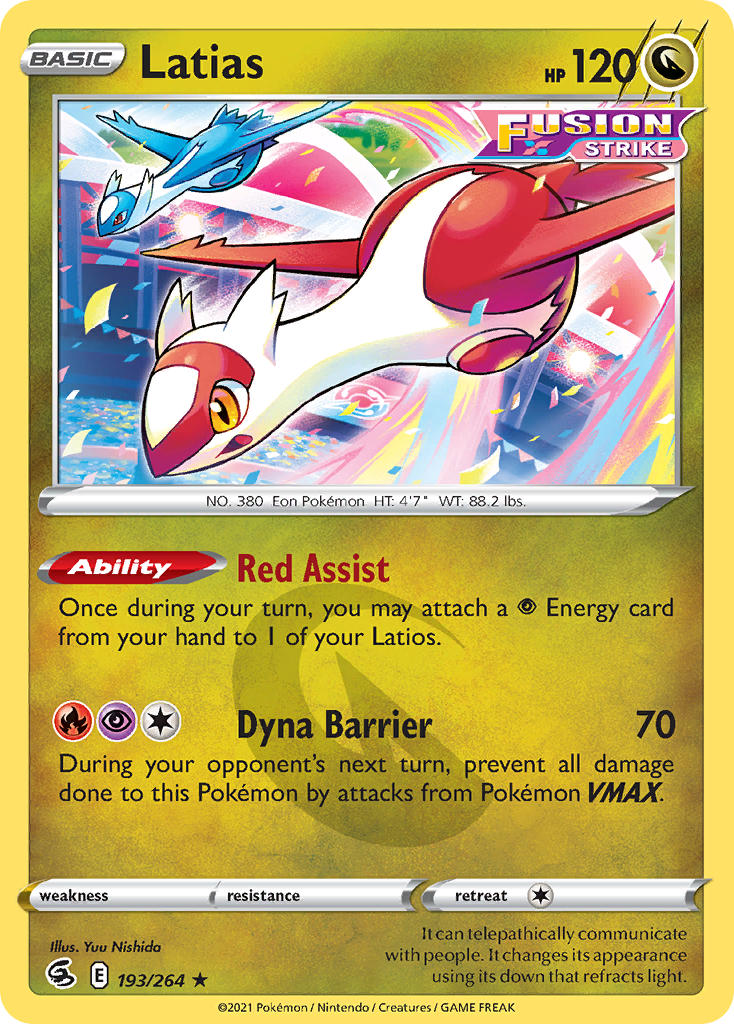 BASIC
Latias
HP 120
FUSION
STRIKE
NO. 380 Eon Pokémon HT: 4'7" WT: 88.2 lbs.
Ability Red Assist
Once during your turn, you may attach a Energy card
from your hand to 1 of your Latios.
Dyna Barrier 70
During your opponent's next turn, prevent all damage
done to this Pokémon by attacks from Pokémon VMAX.
weakness resistance retreat
Illus. Yuu Nishida
It can telepathically communicate
with people. It changes its appearance
using its down that refracts light.
E 193/264 ★
©2021 Pokémon / Nintendo / Creatures / GAME FREAK